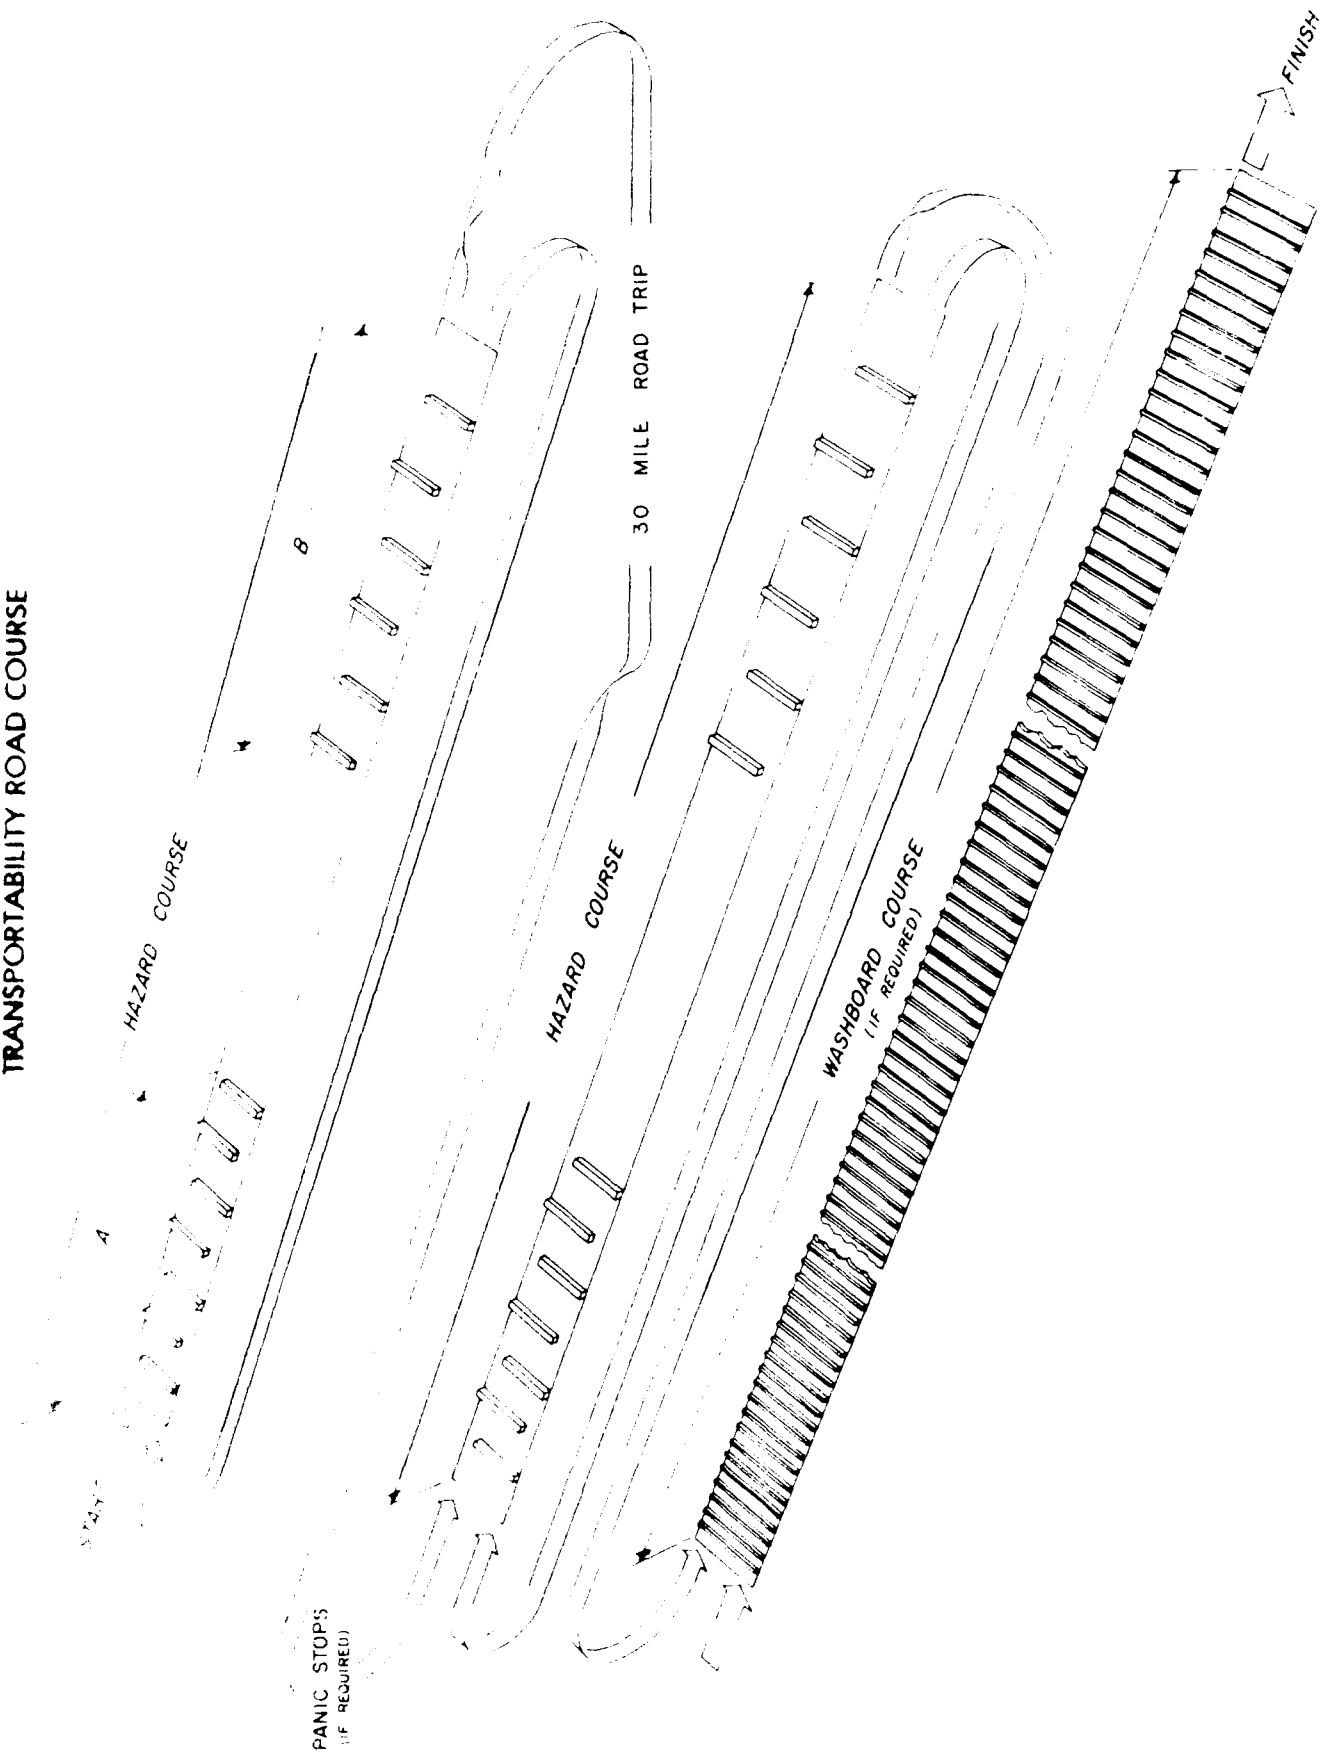 TRANSPORTABILITY ROAD COURSE
HAZARD COURSE
A
B
30 MILE ROAD TRIP
PANIC STOPS
(IF REQUIRED)
HAZARD COURSE
WASHBOARD COURSE
(IF REQUIRED)
FINISH